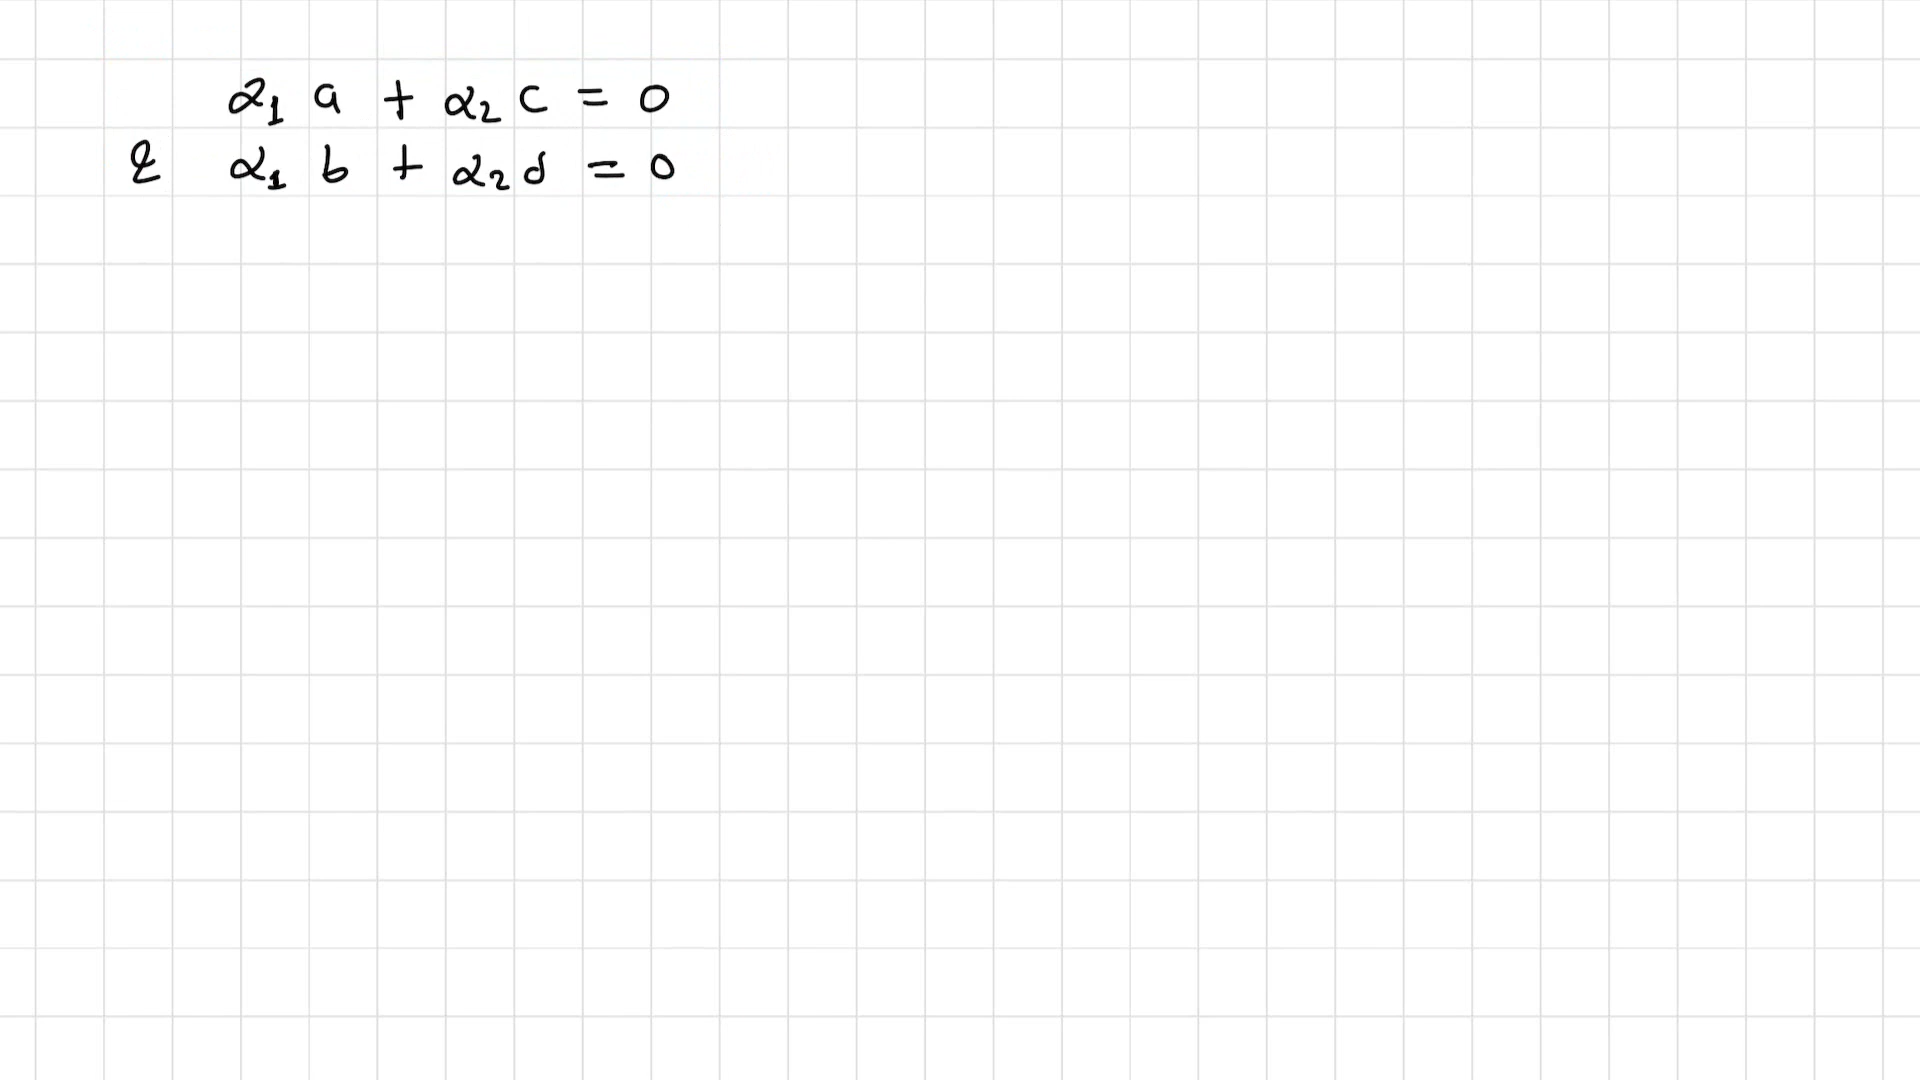 α₁ a + α₂ c = 0
& α₁ b + α₂ d = 0